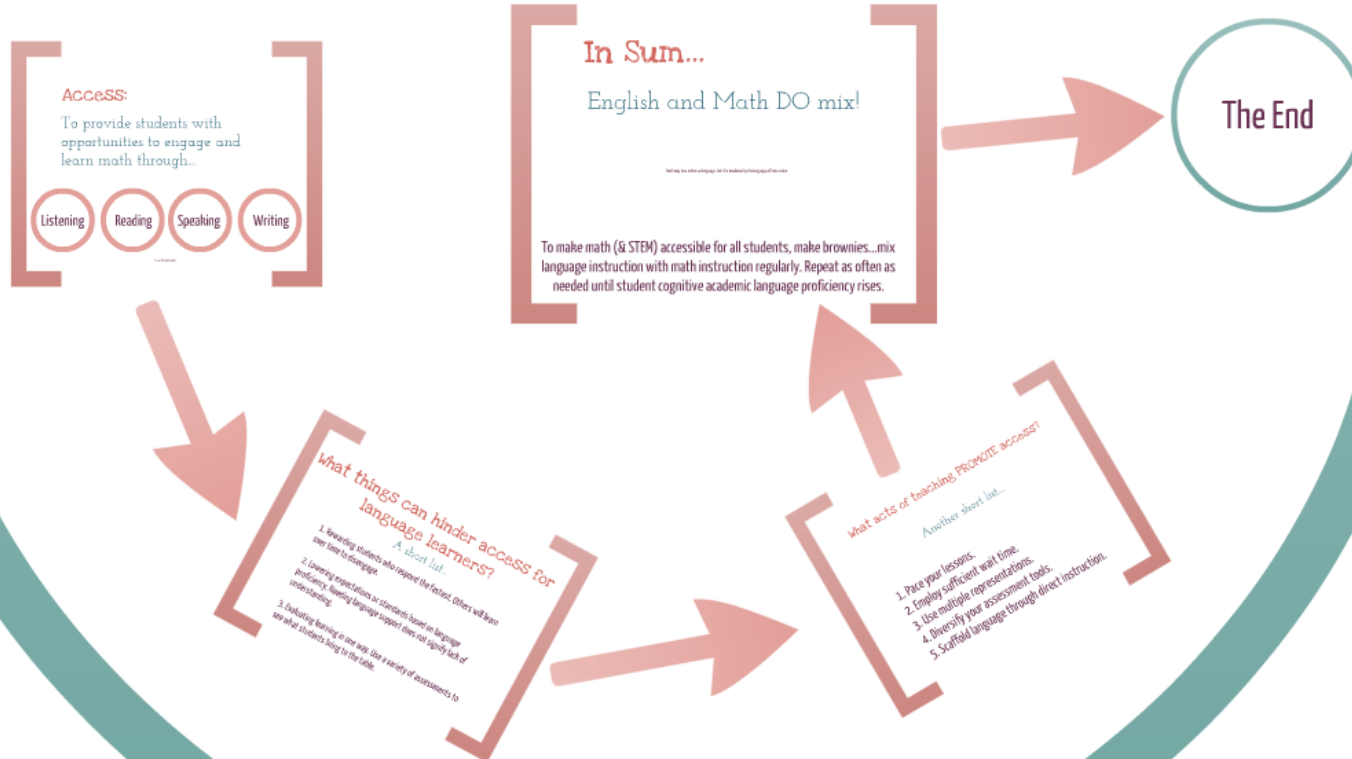 Access:
To provide students with
opportunities to engage and
learn math through...
Listening
Reading
Speaking
Writing
What things can hinder access for
language learners?
A short list...
1. Rewarding students who respond the fastest. Others will learn
over time to disengage.
2. Lowering expectations or standards based on language
proficiency. Needing language support does not signify lack of
understanding.
3. Evaluating learning in one way. Use a variety of assessments to
see what students bring to the table.
What acts of teaching PROMOTE access?
Another short list...
1. Pace your lessons.
2. Employ sufficient wait time.
3. Use multiple representations.
4. Diversify your assessment tools.
5. Scaffold language through direct instruction.
In Sum...
English and Math DO mix!
To make math (& STEM) accessible for all students, make brownies...mix
language instruction with math instruction regularly. Repeat as often as
needed until student cognitive academic language proficiency rises.
The End